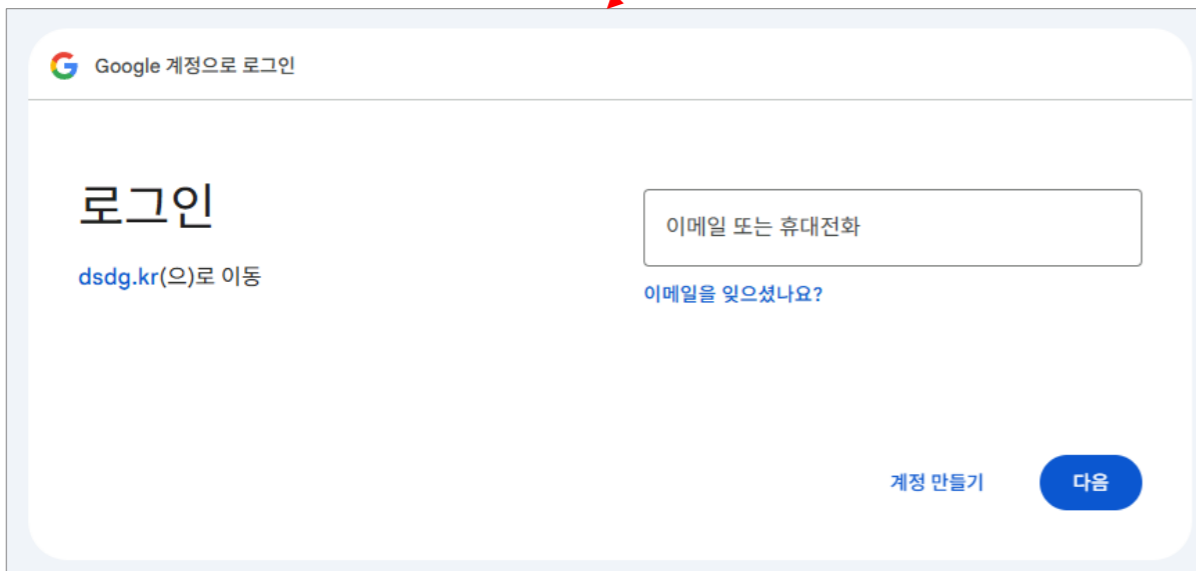 Google 계정으로 로그인
로그인
dsdg.kr(으)로 이동
이메일 또는 휴대전화
이메일을 잊으셨나요?
계정 만들기
다음